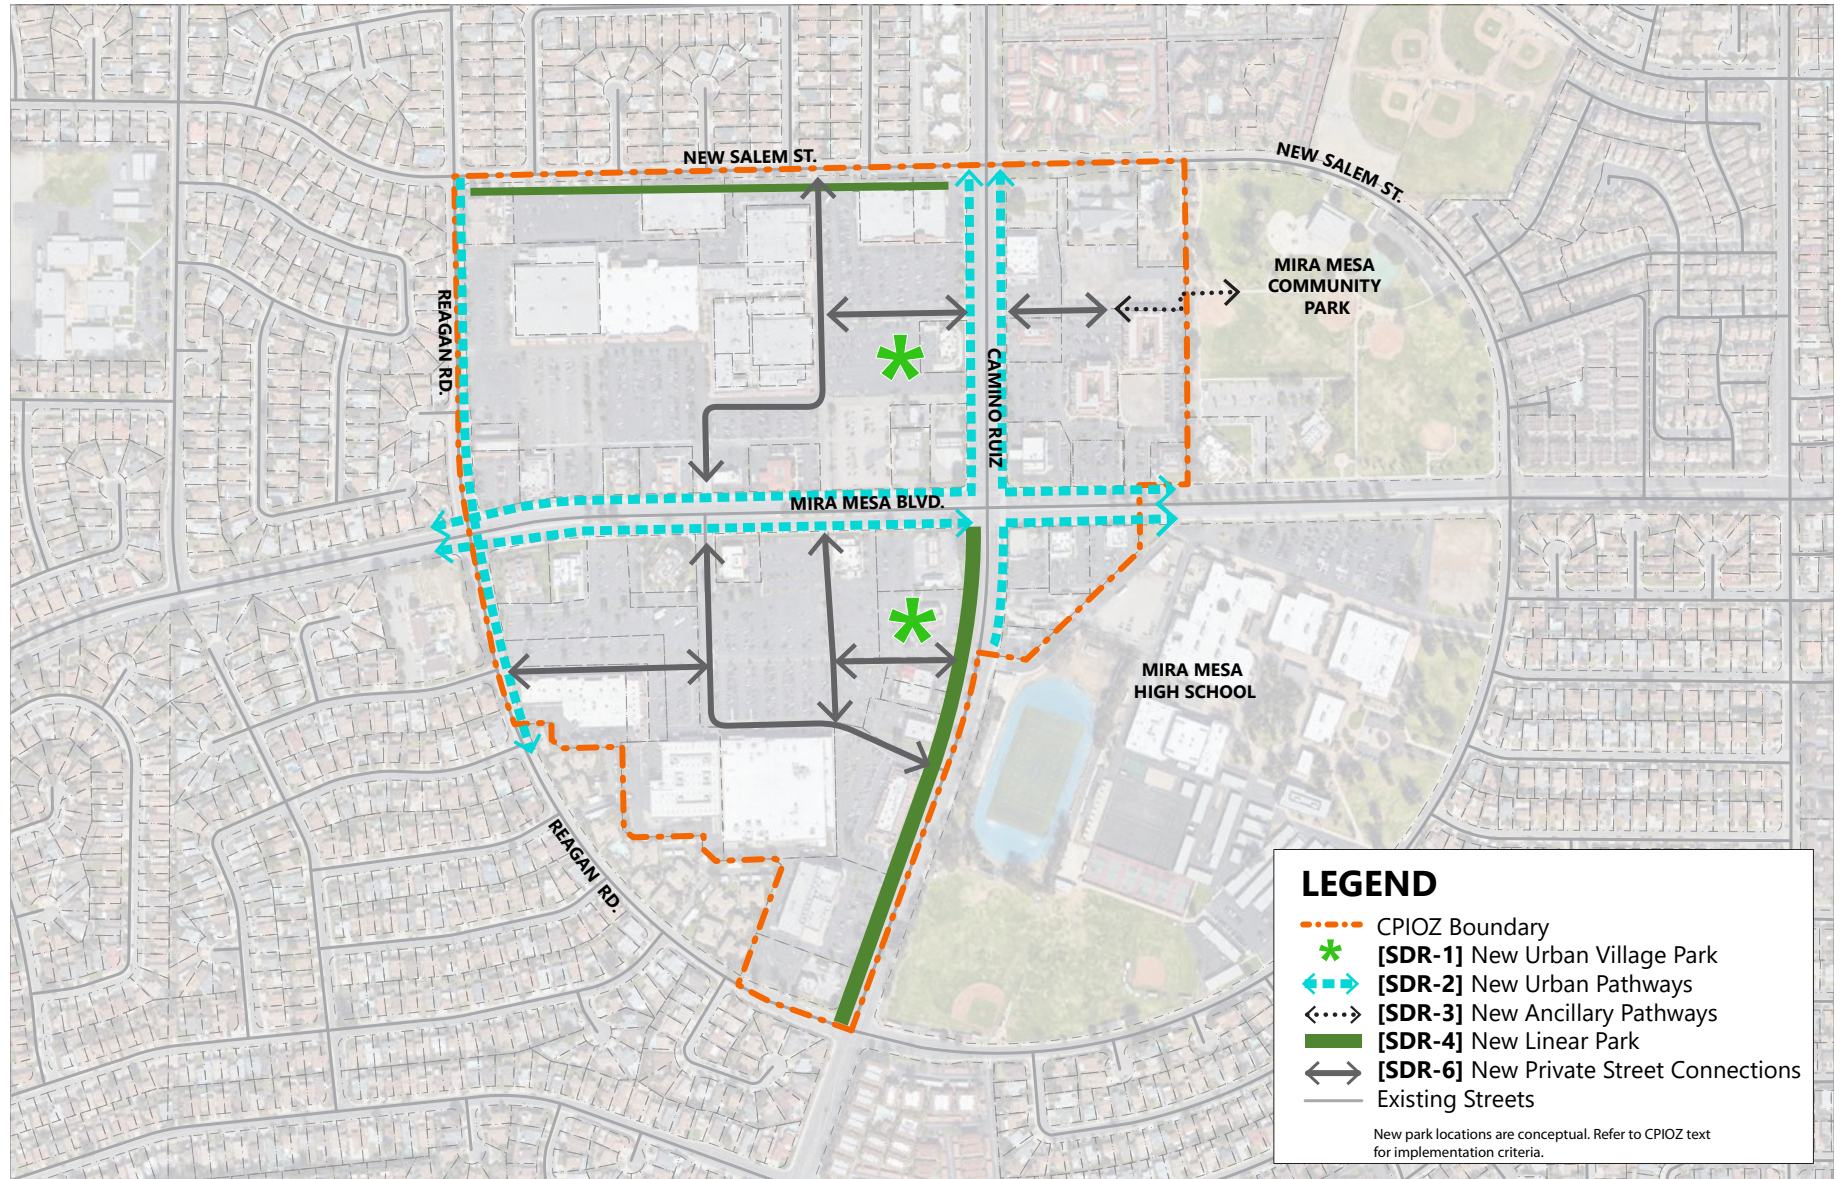 NEW SALEM ST.
NEW SALEM ST.
MIRA MESA
COMMUNITY
PARK
REAGAN RD.
CAMINO RUIZ
MIRA MESA BLVD.
MIRA MESA
HIGH SCHOOL
REAGAN RD.
LEGEND
CPIOZ Boundary
[SDR-1] New Urban Village Park
[SDR-2] New Urban Pathways
[SDR-3] New Ancillary Pathways
[SDR-4] New Linear Park
[SDR-6] New Private Street Connections
Existing Streets
New park locations are conceptual. Refer to CPIOZ text
for implementation criteria.